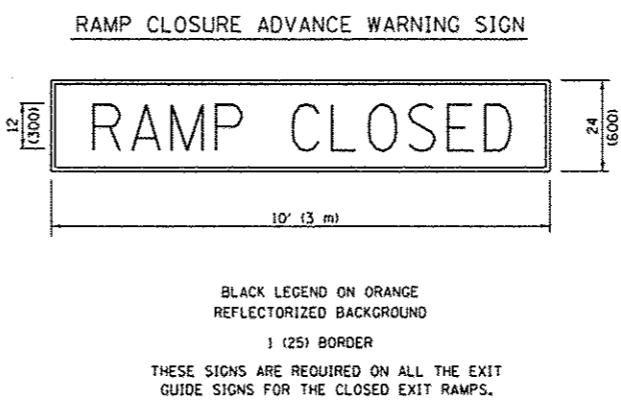 RAMP CLOSURE ADVANCE WARNING SIGN
RAMP CLOSED
12
(300)
24
(600)
10' (3 m)
BLACK LEGEND ON ORANGE
REFLECTORIZED BACKGROUND
1 (25) BORDER
THESE SIGNS ARE REQUIRED ON ALL THE EXIT
GUIDE SIGNS FOR THE CLOSED EXIT RAMPS.